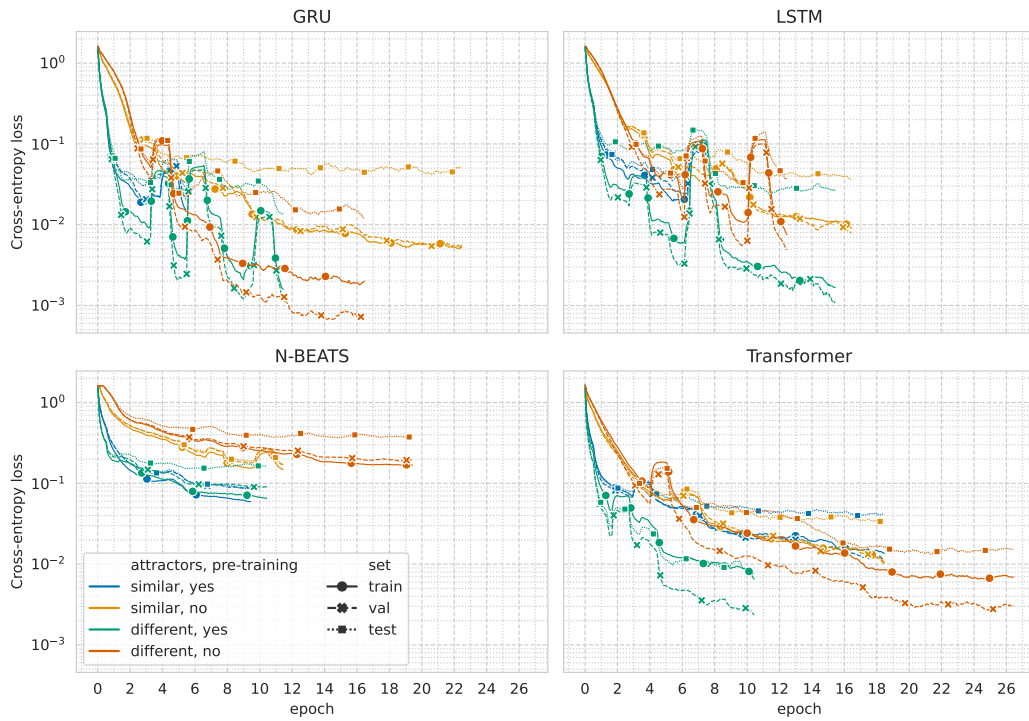 GRU
LSTM
Cross-entropy loss
10^0
10^-1
10^-2
10^-3
N-BEATS
Transformer
Cross-entropy loss
10^0
10^-1
10^-2
10^-3
attractors, pre-training
set
similar, yes
train
similar, no
val
different, yes
test
different, no
0 2 4 6 8 10 12 14 16 18 20 22 24 26
0 2 4 6 8 10 12 14 16 18 20 22 24 26
epoch
epoch